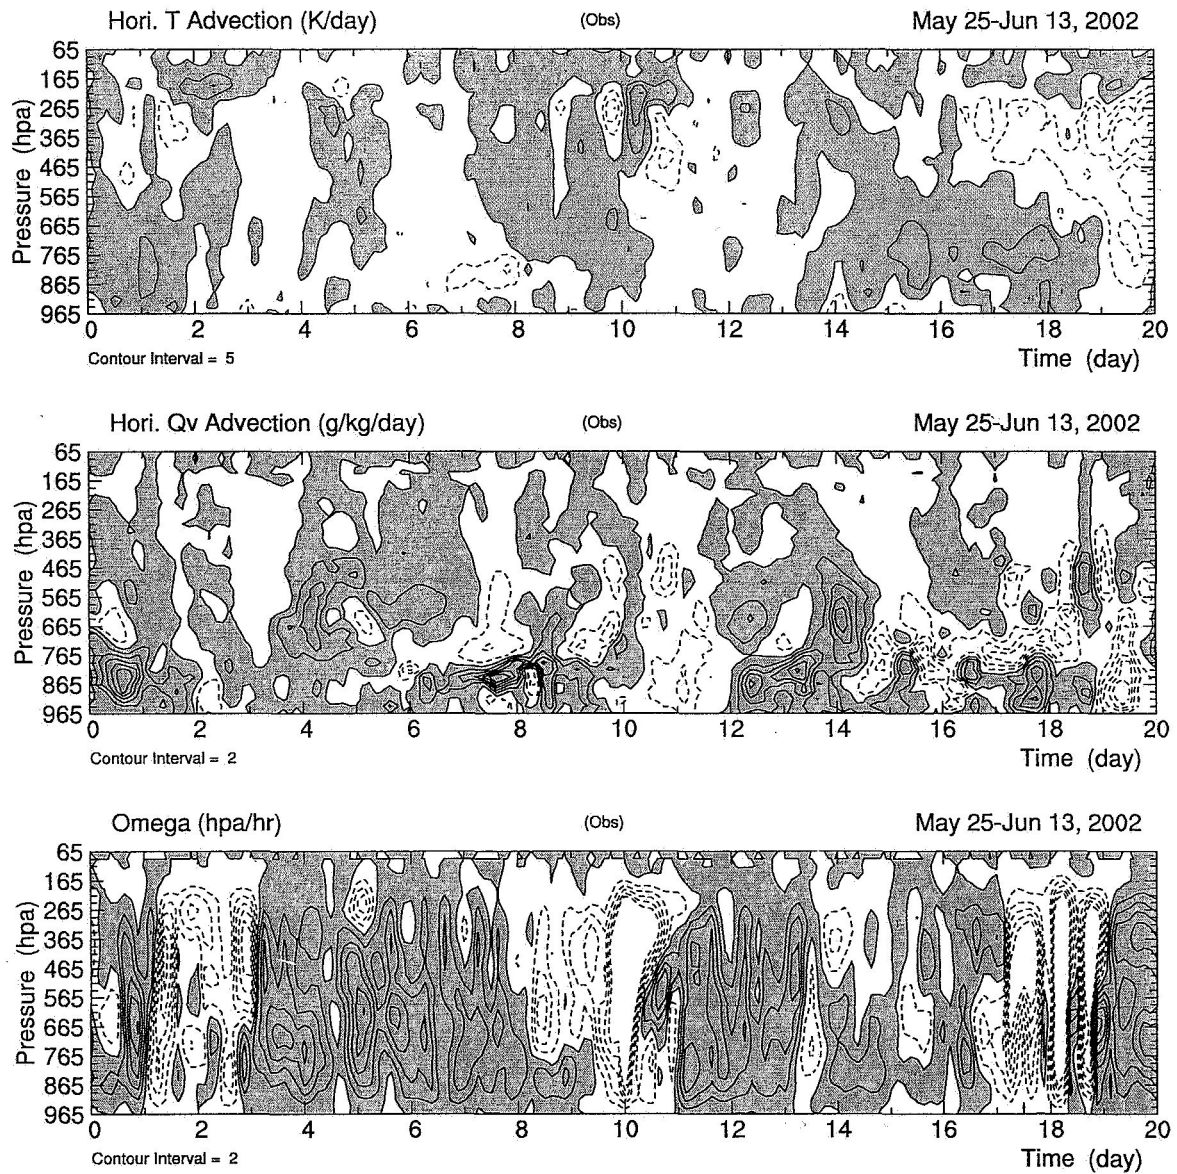 Hori. T Advection (K/day) (Obs) May 25-Jun 13, 2002
Pressure (hpa)
65
165
265
365
465
565
665
765
865
965
0 2 4 6 8 10 12 14 16 18 20
Contour Interval = 5 Time (day)
Hori. Qv Advection (g/kg/day) (Obs) May 25-Jun 13, 2002
Pressure (hpa)
65
165
265
365
465
565
665
765
865
965
0 2 4 6 8 10 12 14 16 18 20
Contour Interval = 2 Time (day)
Omega (hpa/hr) (Obs) May 25-Jun 13, 2002
Pressure (hpa)
65
165
265
365
465
565
665
765
865
965
0 2 4 6 8 10 12 14 16 18 20
Contour Interval = 2 Time (day)